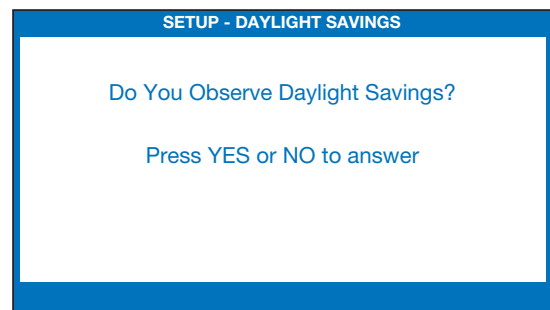 SETUP - DAYLIGHT SAVINGS
Do You Observe Daylight Savings?
Press YES or NO to answer